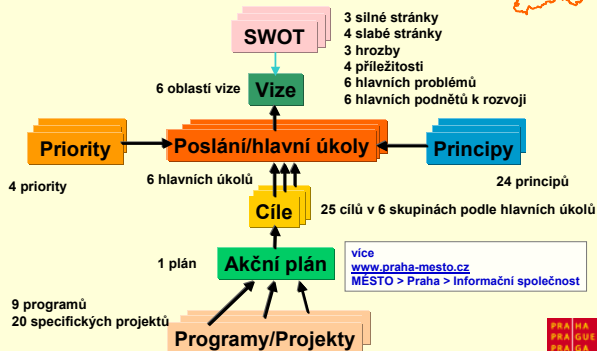 SWOT
3 silné stránky
4 slabé stránky
3 hrozby
4 příležitosti
6 hlavních problémů
6 hlavních podnětů k rozvoji
6 oblastí vize
Vize
Priority
Poslání/hlavní úkoly
Principy
4 priority
6 hlavních úkolů
24 principů
Cíle
25 cílů v 6 skupinách podle hlavních úkolů
1 plán
Akční plán
více
www.praha-mesto.cz
MĚSTO > Praha > Informační společnost
9 programů
20 specifických projektů
Programy/Projekty
PRA HA
PRA GUE
PRA GA